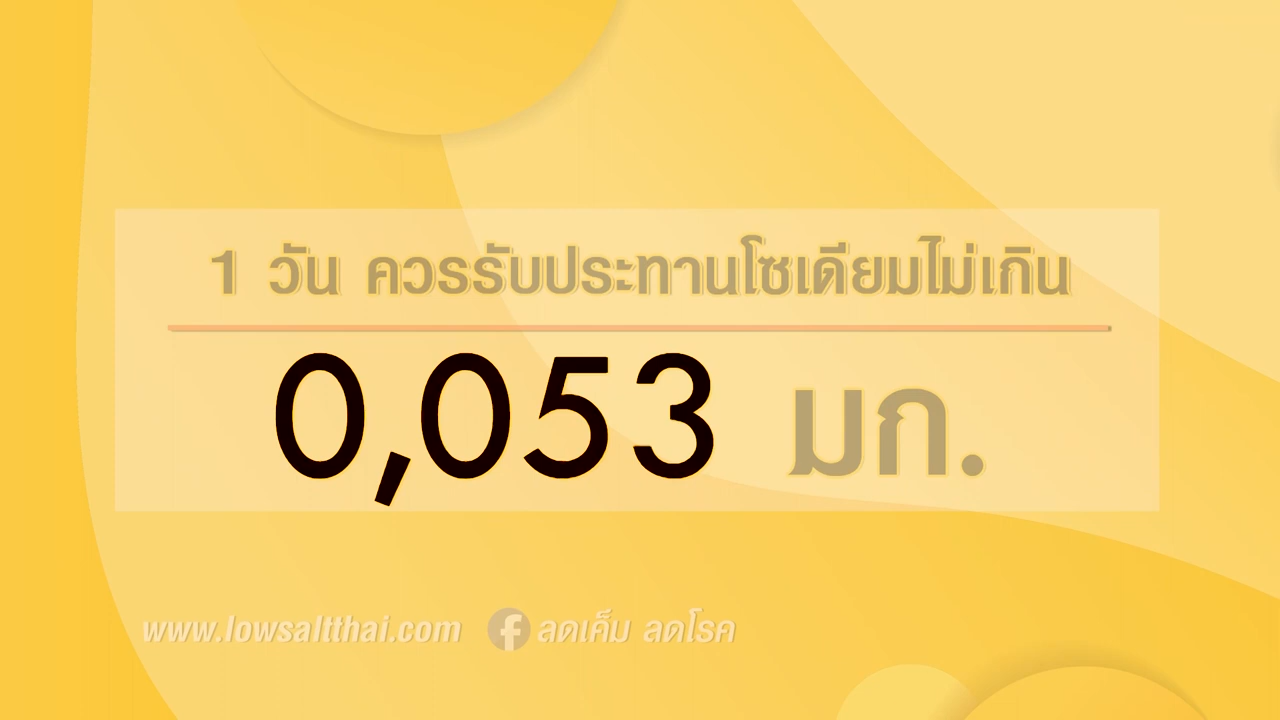 1 วัน ควรรับประทานโซเดียมไม่เกิน
0,053 มก.
www.lowsaltthai.com f ลดเค็ม ลดโรค